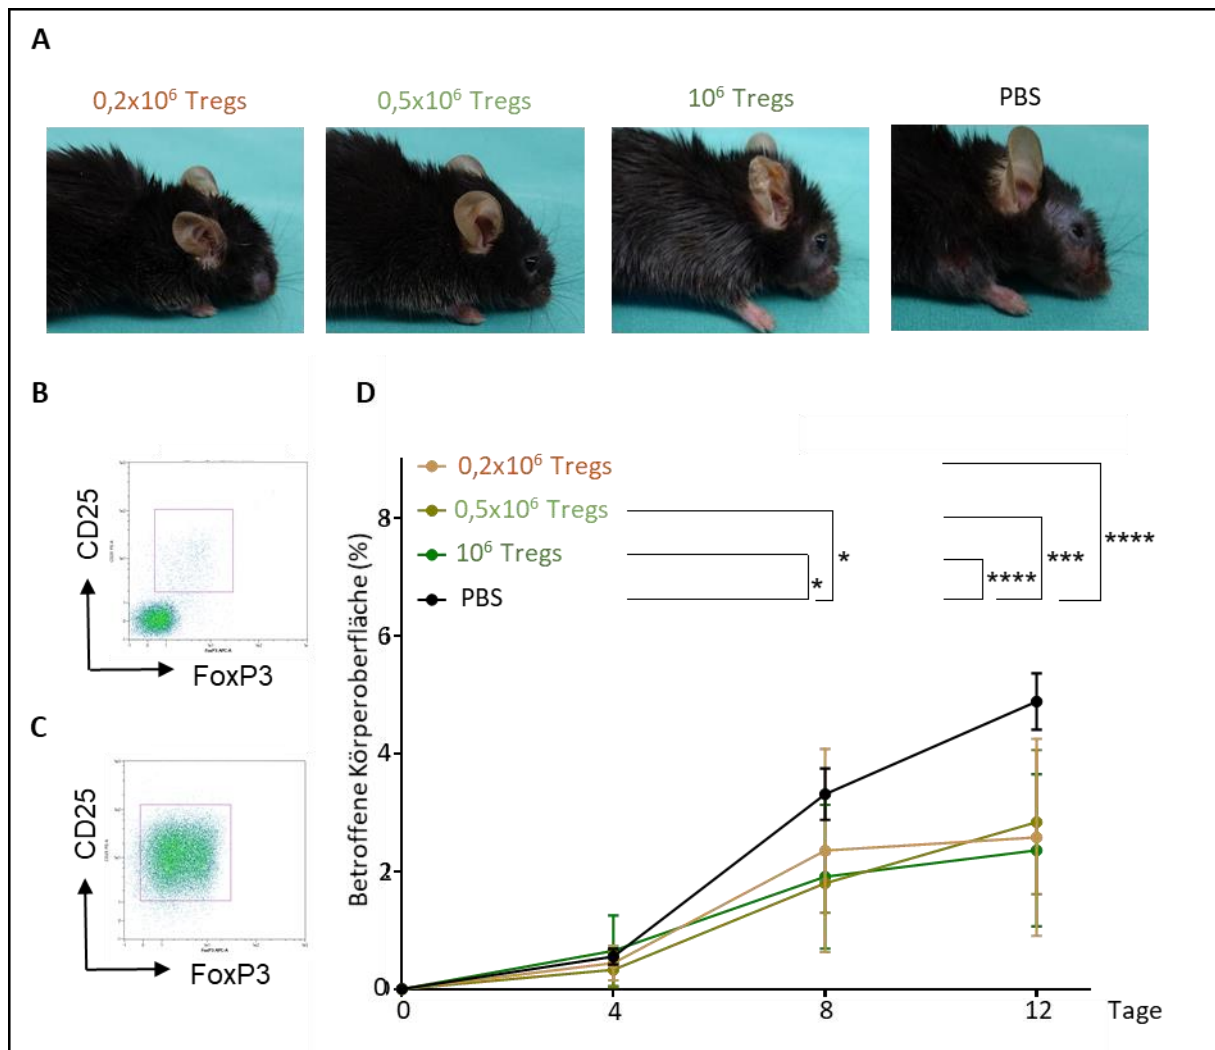 A
0,2x10⁶ Tregs
0,5x10⁶ Tregs
10⁶ Tregs
PBS
B
CD25
FoxP3
C
CD25
FoxP3
D
Betroffene Körperoberfläche (%)
0,2x10⁶ Tregs
0,5x10⁶ Tregs
10⁶ Tregs
PBS
*
*
****
***
****
8
6
4
2
0
0
4
8
12
Tage